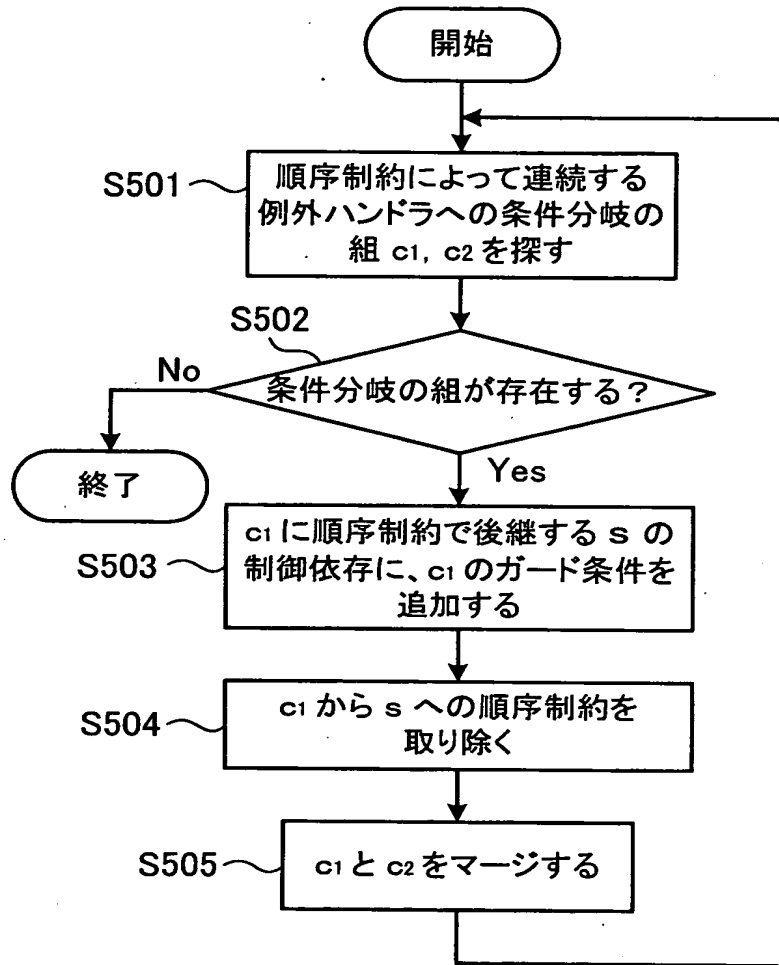 開始
S501
順序制約によって連続する
例外ハンドラへの条件分岐の
組 c1, c2 を探す
S502
条件分岐の組が存在する？
No
Yes
終了
S503
c1 に順序制約で後継する s の
制御依存に、c1 のガード条件を
追加する
S504
c1 から s への順序制約を
取り除く
S505
c1 と c2 をマージする